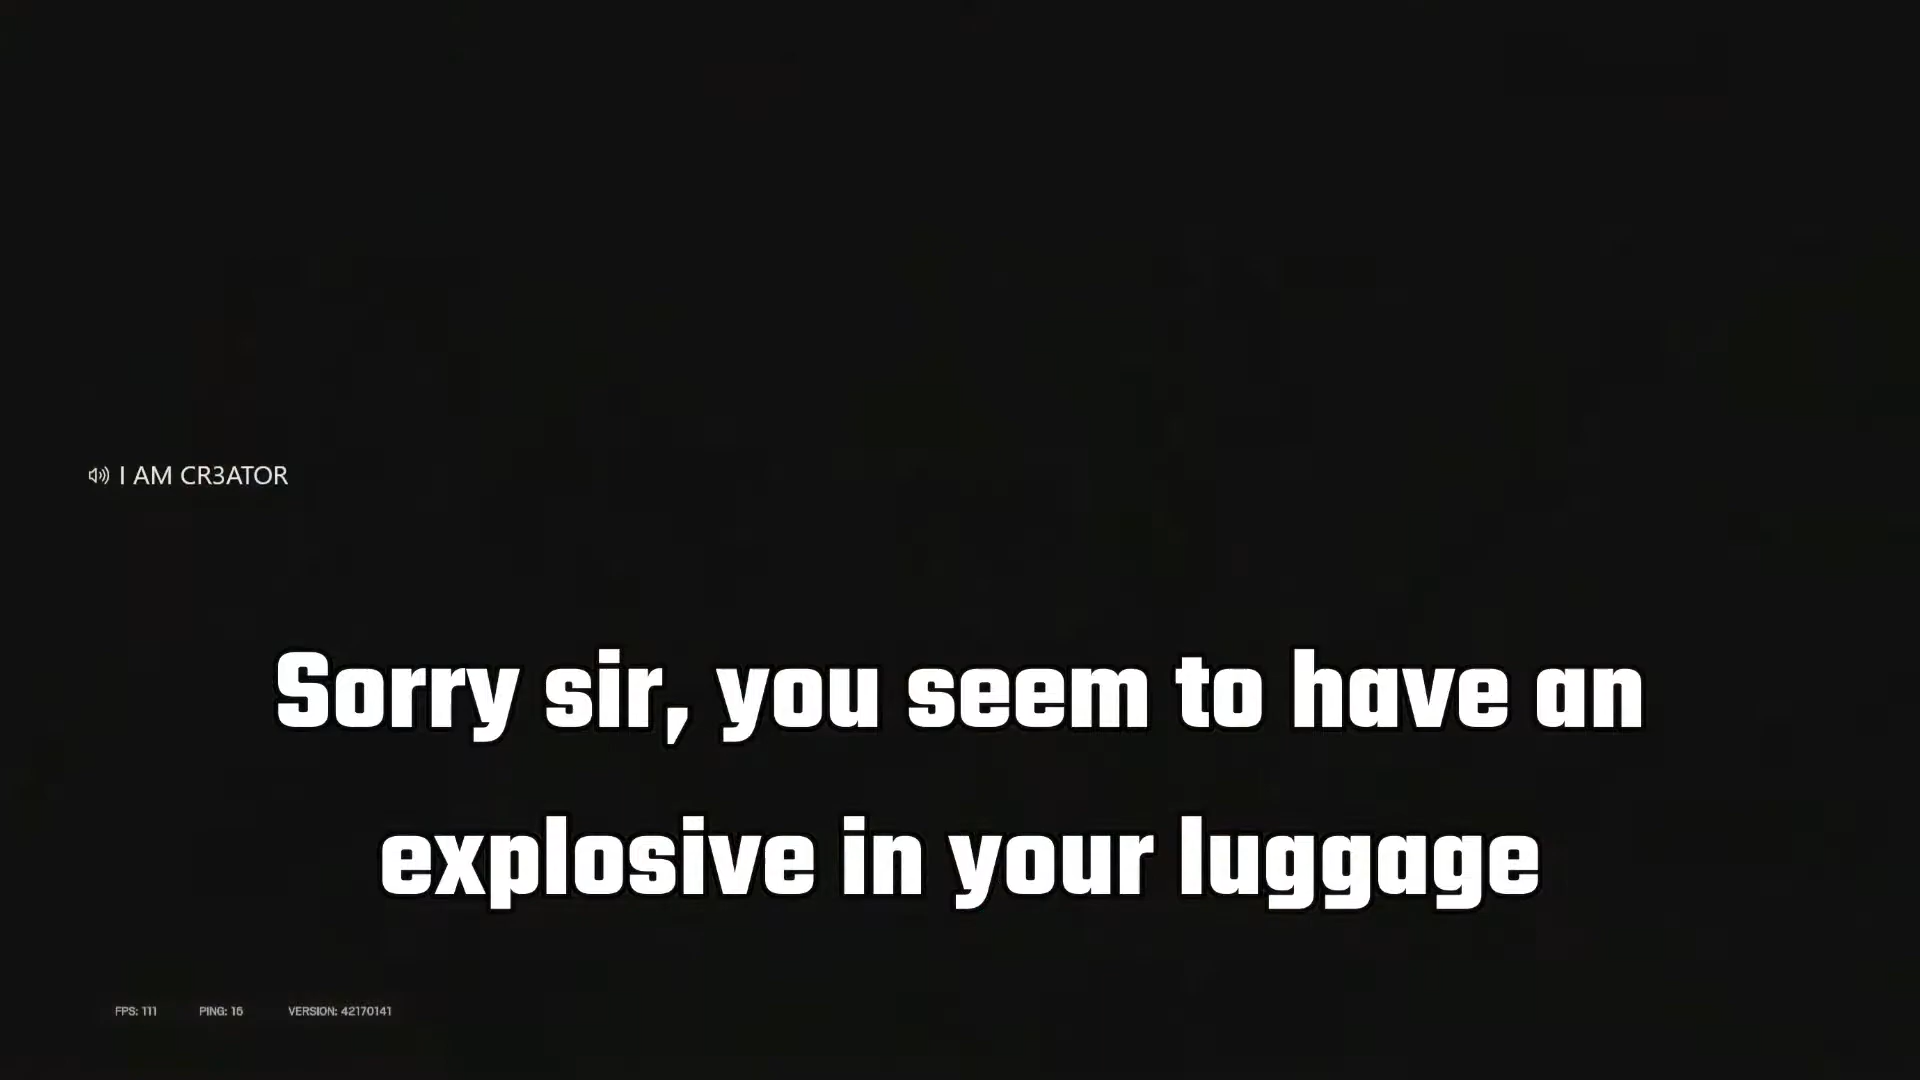 I AM CR3ATOR
Sorry sir, you seem to have an
explosive in your luggage
FPS: 111 PING: 16 VERSION: 42170141